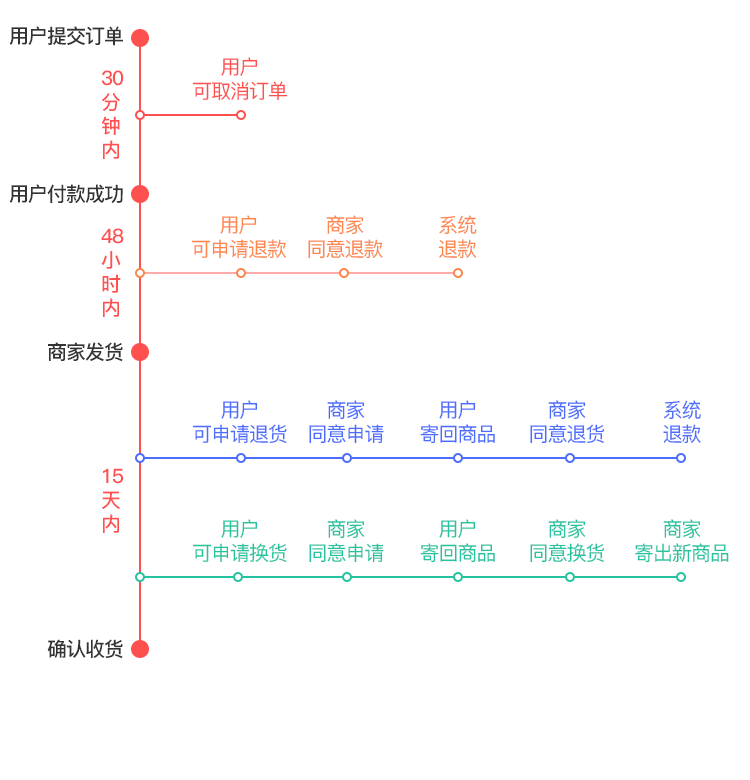 用户提交订单
30
分
钟
内
用户
可取消订单
用户付款成功
48
小
时
内
用户
可申请退款
商家
同意退款
系统
退款
商家发货
15
天
内
用户
可申请退货
商家
同意申请
用户
寄回商品
商家
同意退货
系统
退款
用户
可申请换货
商家
同意申请
用户
寄回商品
商家
同意换货
商家
寄出新商品
确认收货